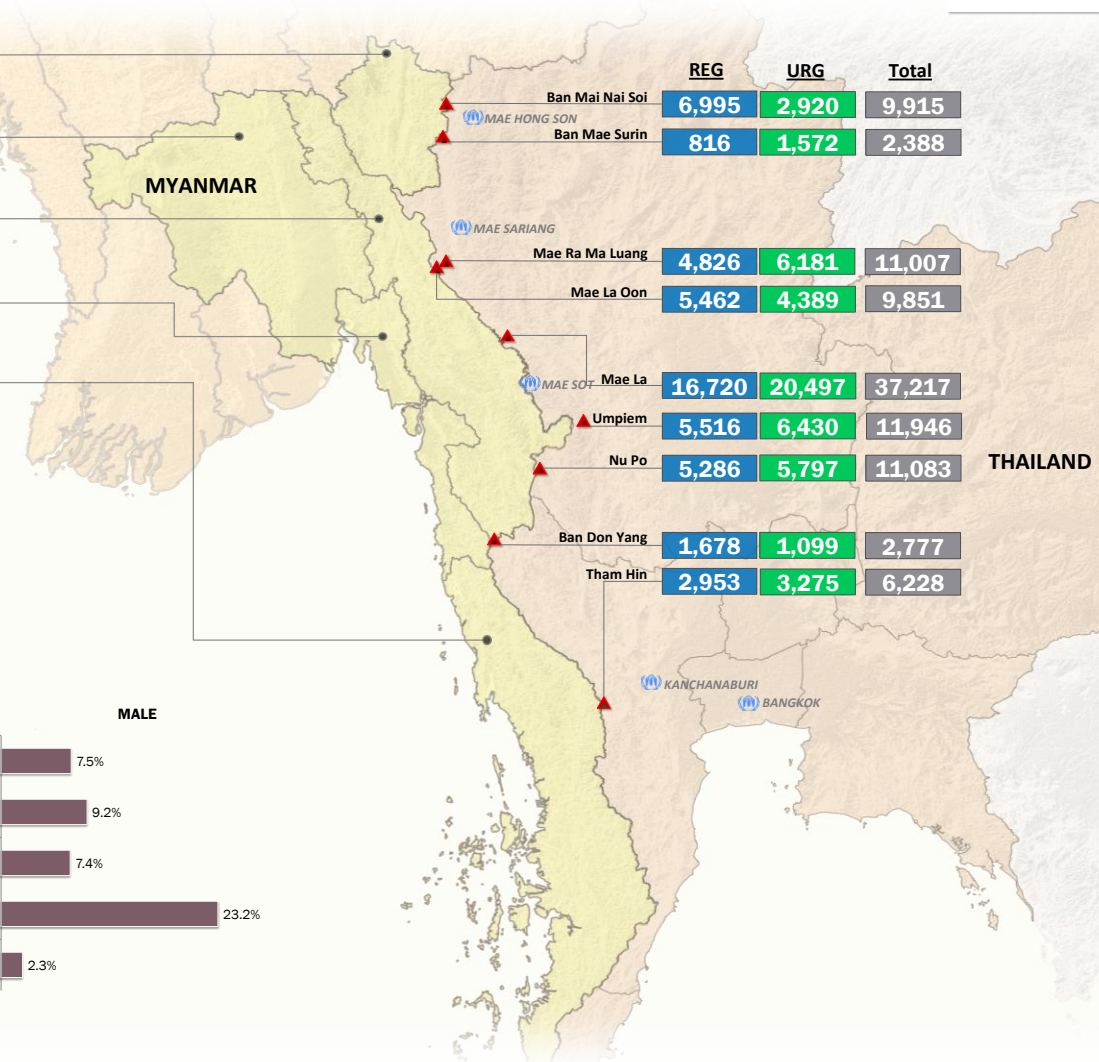 REG URG Total
Ban Mai Nai Soi 6,995 2,920 9,915
MAE HONG SON
Ban Mae Surin 816 1,572 2,388
MYANMAR
MAE SARIANG
Mae Ra Ma Luang 4,826 6,181 11,007
Mae La Oon 5,462 4,389 9,851
MAE SOT
Mae La 16,720 20,497 37,217
Umpiem 5,516 6,430 11,946
Nu Po 5,286 5,797 11,083
THAILAND
Ban Don Yang 1,678 1,099 2,777
Tham Hin 2,953 3,275 6,228
KANCHANABURI
BANGKOK
MALE
7.5%
9.2%
7.4%
23.2%
2.3%